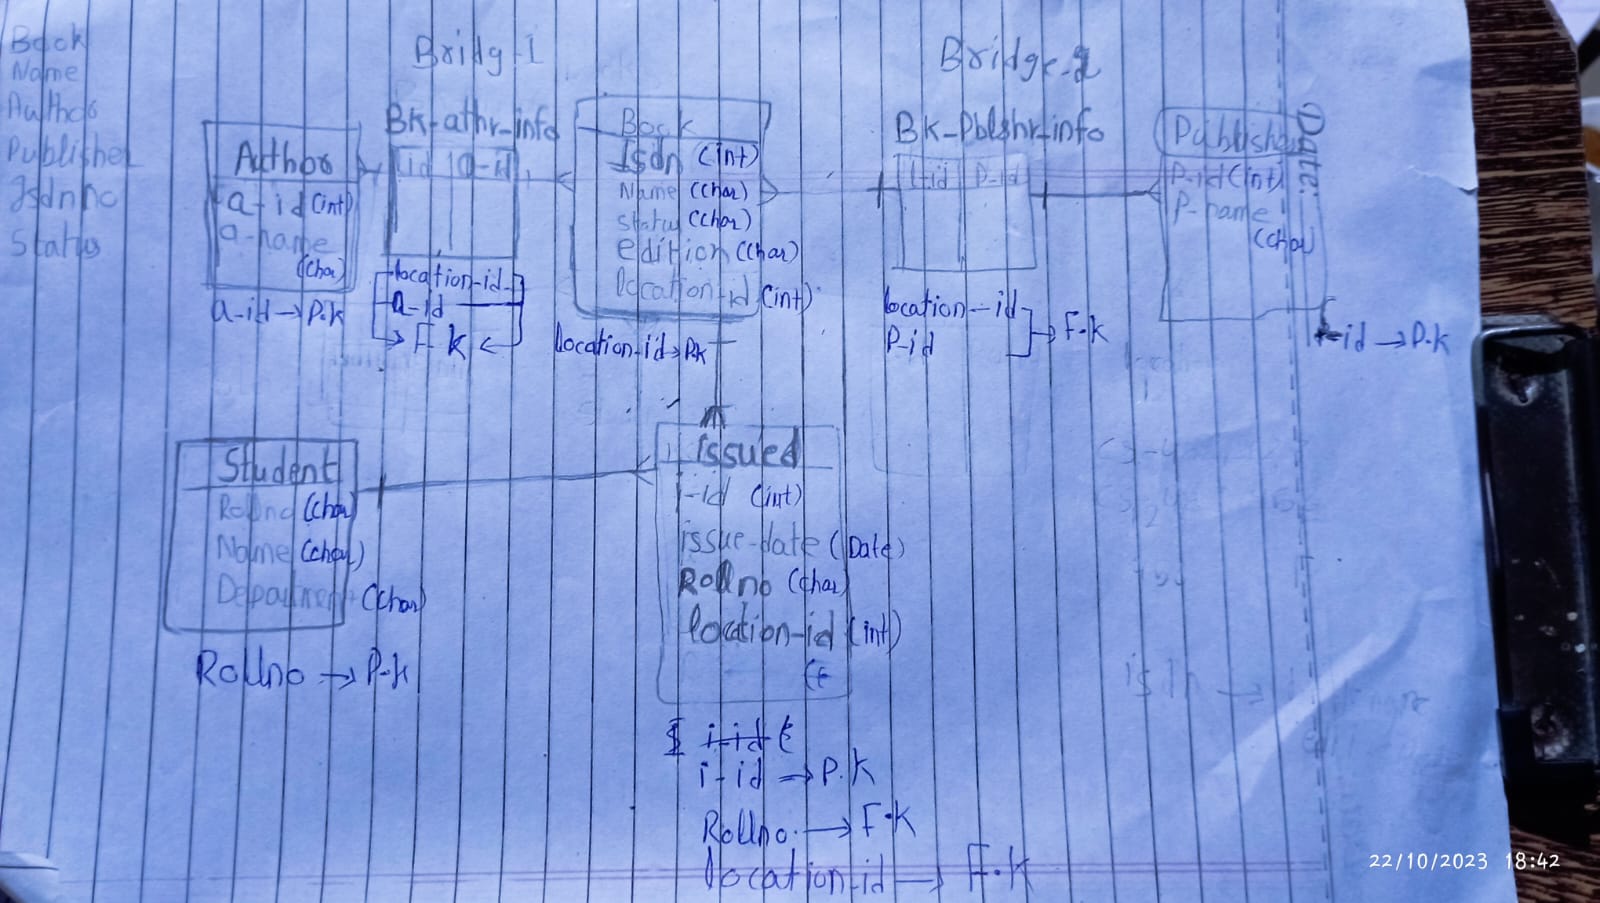 Book
Name
Author
Publisher
Isdn no
Status
Bridg-1
Bridge-2
Bk-athr-info
Bk-Pblshr-info
Author
a-id (int)
a-name
(char)
a-id → P.k
l.id a-id
location-id
a-id
F k
Book
Isdn (int)
Name (char)
status (char)
edition (char)
location-id (int)
location-id → Pk
l-id P-id
location-id
P-id
F.k
Publisher
P-id (int)
P-name
(char)
-id → P.k
Date:
Student
Rollno (char)
Name (char)
Department (char)
Rollno → P.k
issued
i-id (int)
issue-date (Date)
Rollno (char)
location-id (int)
i-id
i-id → P.k
Rollno. → F.k
location-id → F.k
22/10/2023 18:42